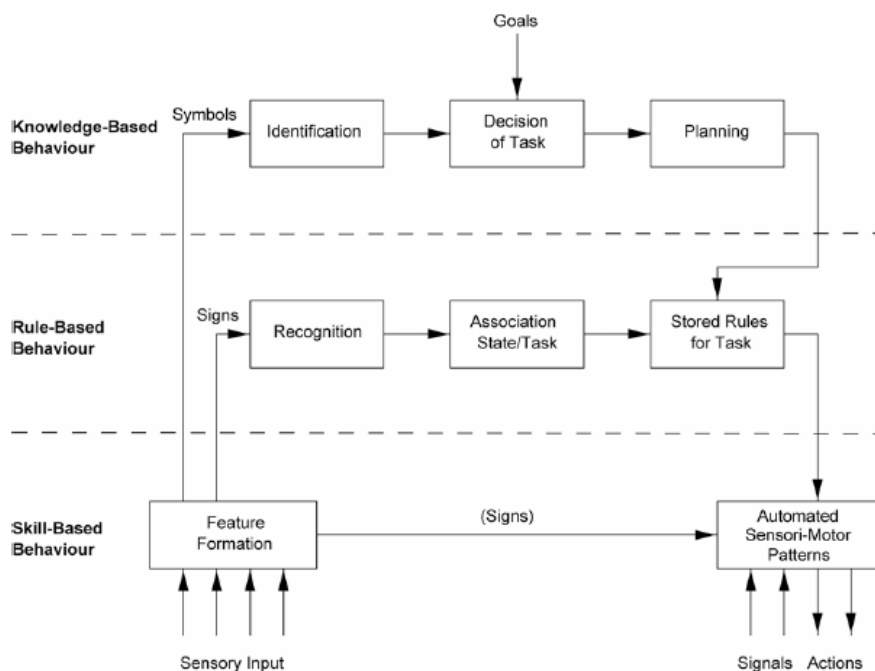 Goals
Symbols
Knowledge-Based
Behaviour
Identification
Decision
of Task
Planning
Signs
Rule-Based
Behaviour
Recognition
Association
State/Task
Stored Rules
for Task
Skill-Based
Behaviour
Feature
Formation
(Signs)
Automated
Sensori-Motor
Patterns
Sensory Input
Signals
Actions